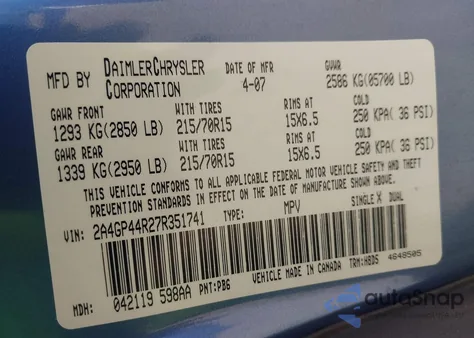 MFD BY DAIMLERCHRYSLER CORPORATION DATE OF MFR 4-07 GVWR 2586 KG(05700 LB)
GAWR FRONT WITH TIRES RIMS AT COLD
1293 KG(2850 LB) 215/70R15 15X6.5 250 KPA( 36 PSI)
GAWR REAR WITH TIRES RIMS AT COLD
1339 KG(2950 LB) 215/70R15 15X6.5 250 KPA( 36 PSI)
THIS VEHICLE CONFORMS TO ALL APPLICABLE FEDERAL MOTOR VEHICLE SAFETY AND THEFT
PREVENTION STANDARDS IN EFFECT ON THE DATE OF MANUFACTURE SHOWN ABOVE.
VIN: 2A4GP44R27R351741 TYPE: MPV SINGLE X DUAL
VEHICLE MADE IN CANADA 4648505
MDH: 042119 598AA PNT:PB6 TRM:HBD5
autoSnap